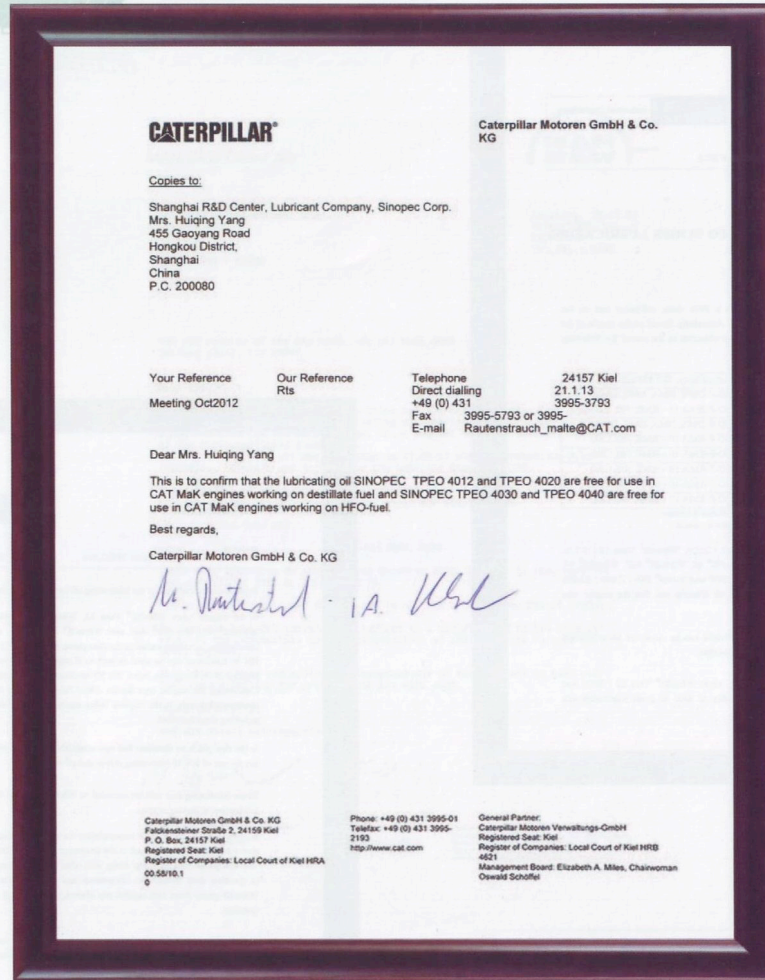 CATERPILLAR®
Caterpillar Motoren GmbH & Co.
KG
Copies to:
Shanghai R&D Center, Lubricant Company, Sinopec Corp.
Mrs. Huiqing Yang
455 Gaoyang Road
Hongkou District,
Shanghai
China
P.C. 200080
Your Reference Our Reference Telephone 24157 Kiel
Rts Direct dialling 21.1.13
Meeting Oct2012 +49 (0) 431 3995-3793
Fax 3995-5793 or 3995-
E-mail Rautenstrauch_malte@CAT.com
Dear Mrs. Huiqing Yang
This is to confirm that the lubricating oil SINOPEC TPEO 4012 and TPEO 4020 are free for use in
CAT MaK engines working on destillate fuel and SINOPEC TPEO 4030 and TPEO 4040 are free for
use in CAT MaK engines working on HFO-fuel.
Best regards,
Caterpillar Motoren GmbH & Co. KG
Caterpillar Motoren GmbH & Co. KG
Falckensteiner Straße 2, 24159 Kiel
P. O. Box, 24157 Kiel
Registered Seat: Kiel
Register of Companies: Local Court of Kiel HRA
00.58/10.1
0
Phone: +49 (0) 431 3995-01
Telefax: +49 (0) 431 3995-
2193
http://www.cat.com
General Partner:
Caterpillar Motoren Verwaltungs-GmbH
Registered Seat: Kiel
Register of Companies: Local Court of Kiel HRB
4621
Management Board: Elizabeth A. Miles, Chairwoman
Oswald Schöffel